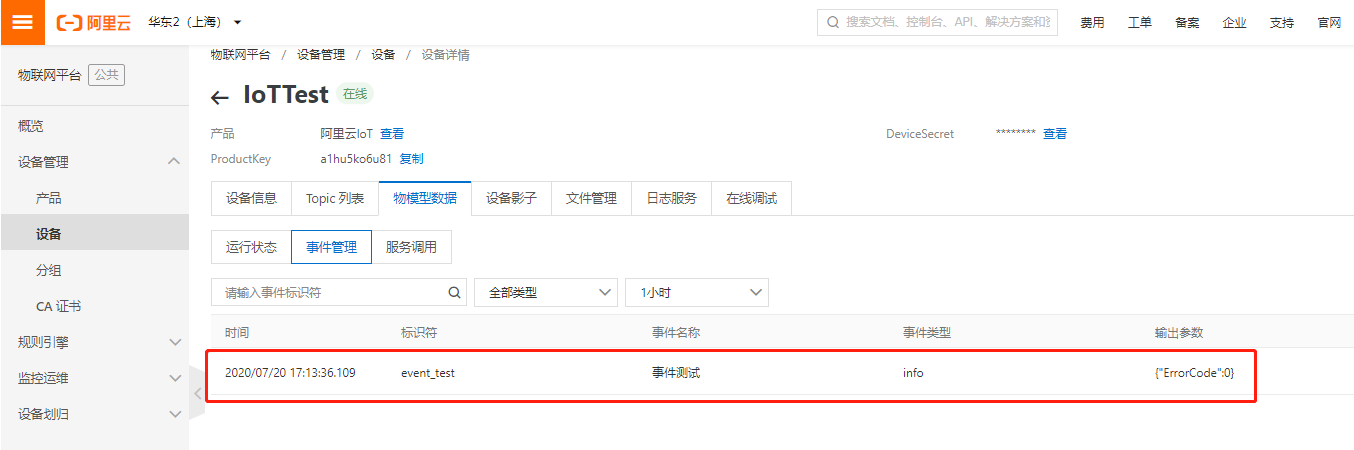 阿里云 华东2（上海） 搜索文档、控制台、API、解决方案和资 费用 工单 备案 企业 支持 官网
物联网平台 / 设备管理 / 设备 / 设备详情
物联网平台 公共
IoTTest 在线
概览
设备管理
产品
设备
分组
CA 证书
规则引擎
监控运维
设备划归
产品 阿里云IoT 查看 DeviceSecret ******** 查看
ProductKey a1hu5ko6u81 复制
设备信息 Topic 列表 物模型数据 设备影子 文件管理 日志服务 在线调试
运行状态 事件管理 服务调用
请输入事件标识符 全部类型 1小时
时间 标识符 事件名称 事件类型 输出参数
2020/07/20 17:13:36.109 event_test 事件测试 info {"ErrorCode":0}